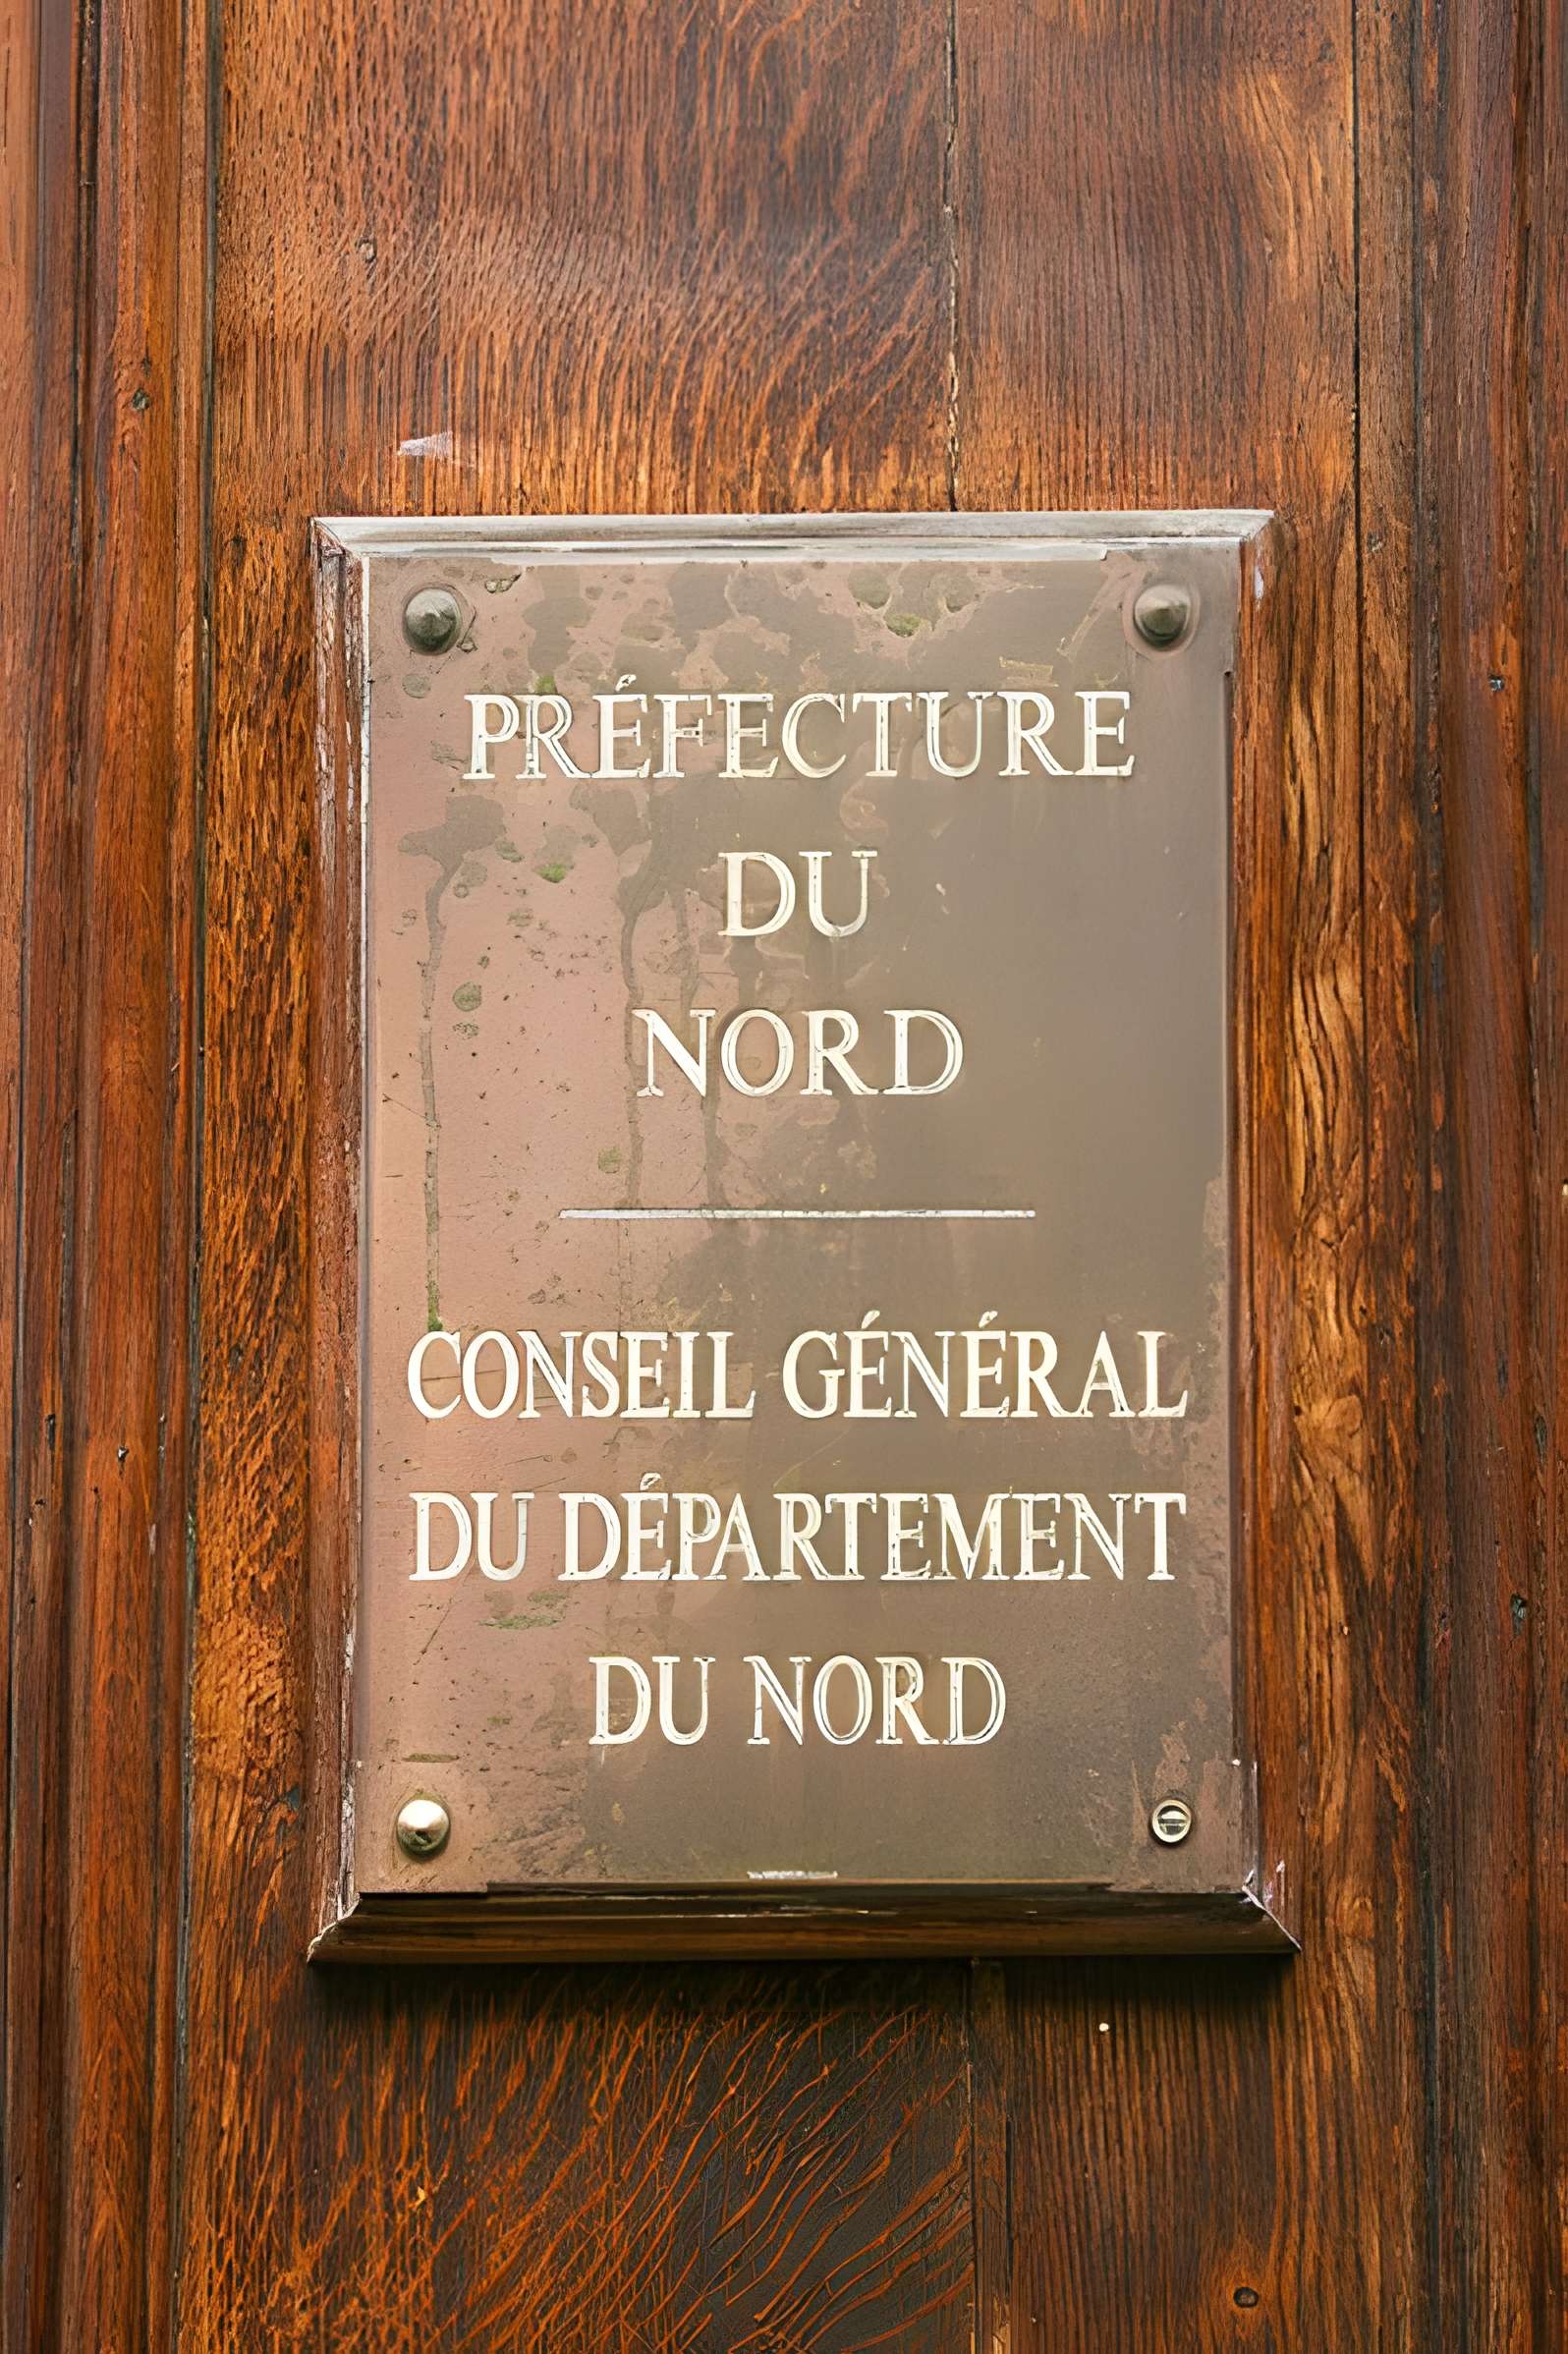 PRÉFECTURE
DU
NORD
CONSEIL GÉNÉRAL
DU DÉPARTEMENT
DU NORD